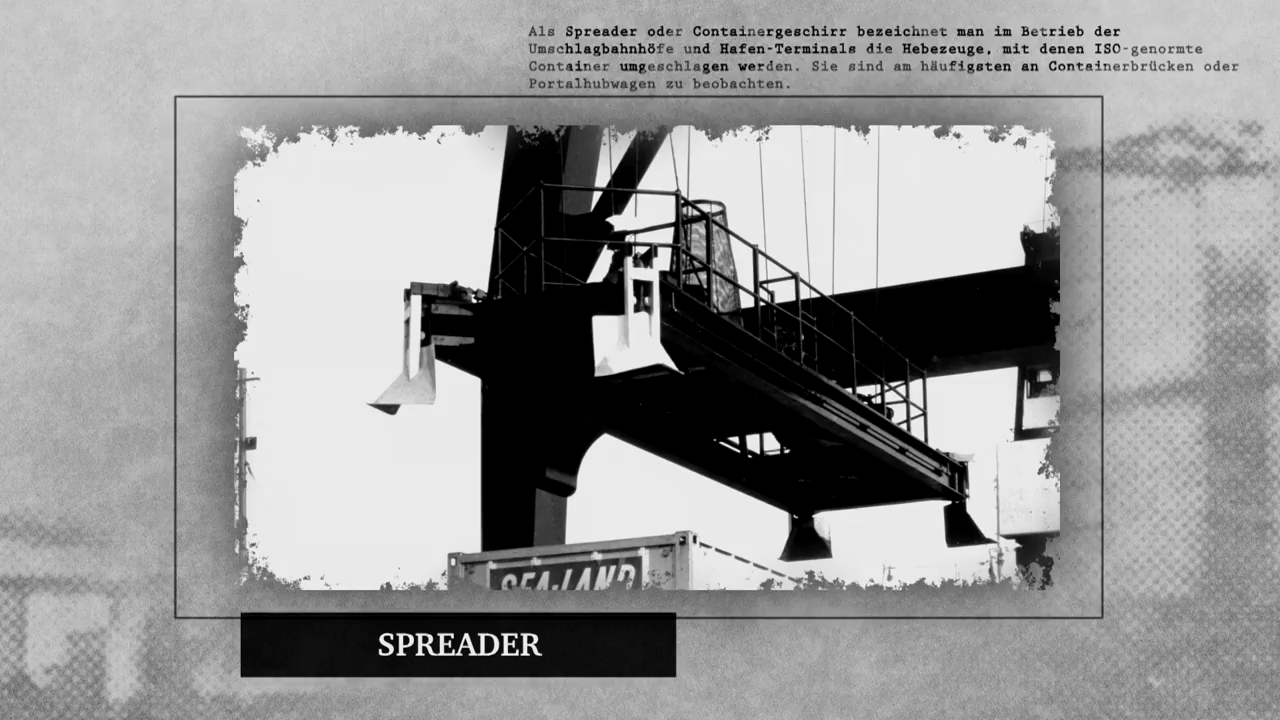 Als Spreader oder Containergeschirr bezeichnet man im Betrieb der
Umschlagbahnhöfe und Hafen-Terminals die Hebezeuge, mit denen ISO-genormte
Container umgeschlagen werden. Sie sind am häufigsten an Containerbrücken oder
Portalhubwagen zu beobachten.
SEA-LAND
SPREADER